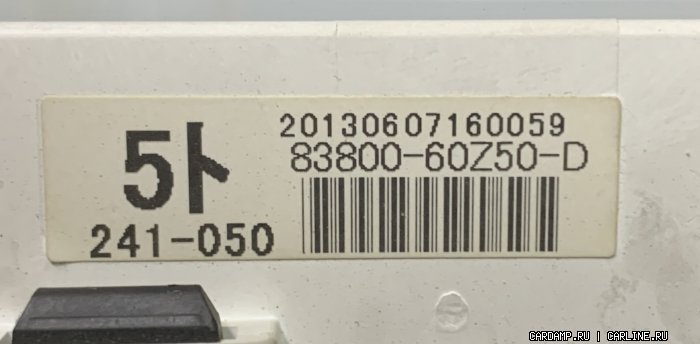 20130607160059
5ト
83800-60Z50-D
241-050
CARDAMP.RU | CARLINE.RU